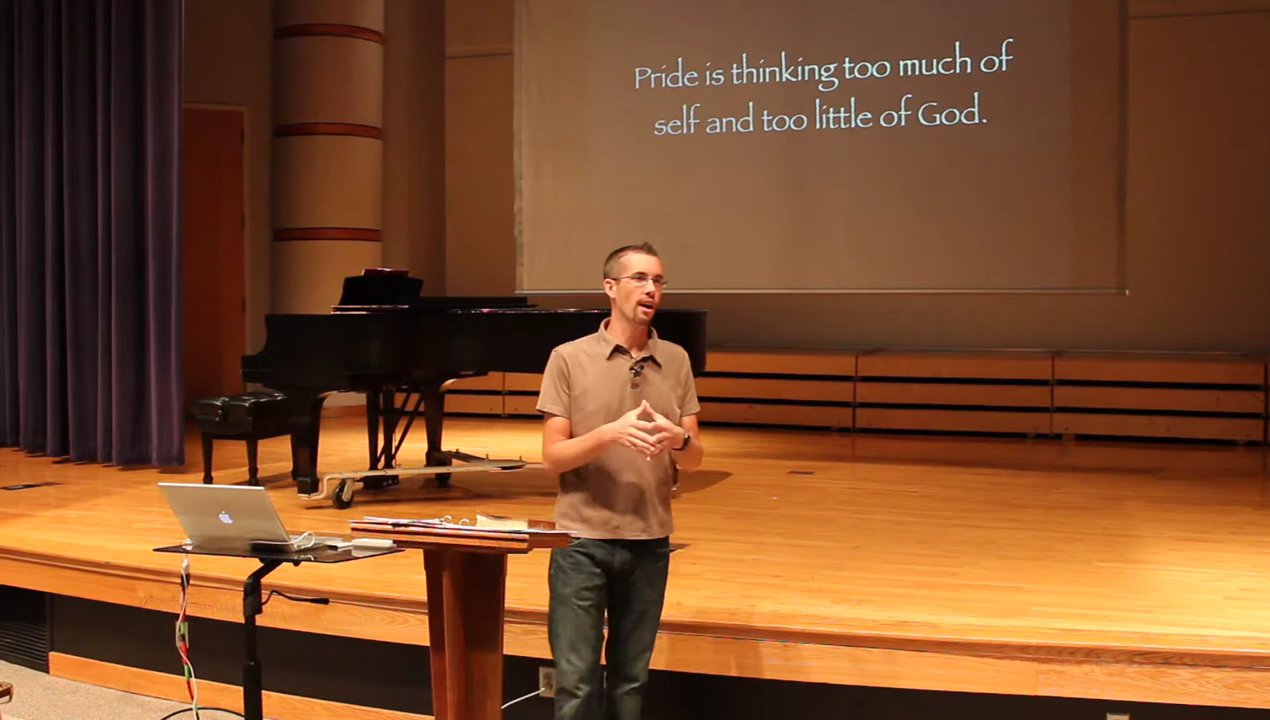 Pride is thinking too much of
self and too little of God.